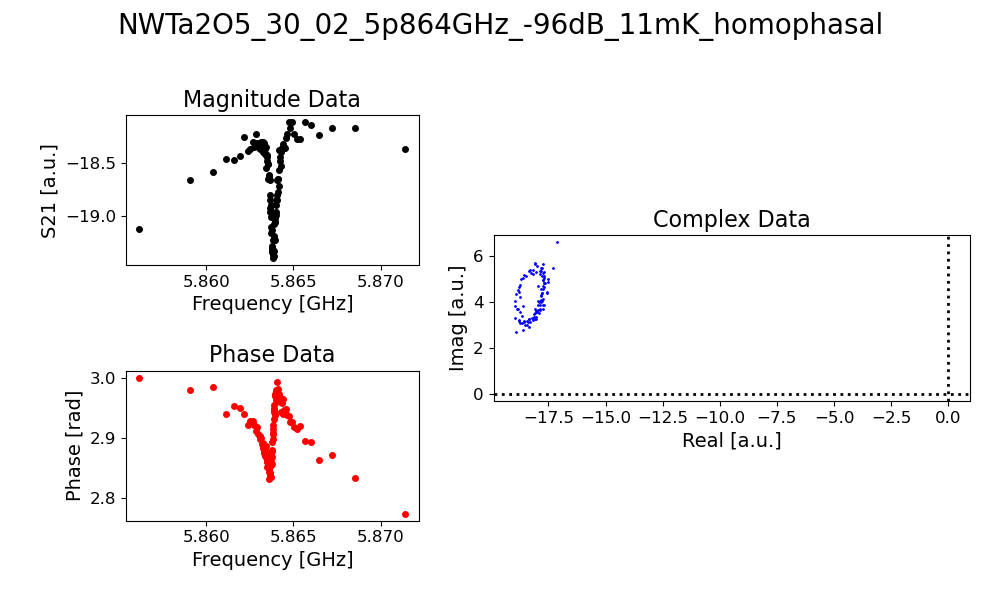 NWTa2O5_30_02_5p864GHz_-96dB_11mK_homophasal
Magnitude Data
S21 [a.u.]
−18.5
−19.0
5.860 5.865 5.870
Frequency [GHz]
Phase Data
Phase [rad]
3.0
2.9
2.8
5.860 5.865 5.870
Frequency [GHz]
Complex Data
Imag [a.u.]
6
4
2
0
−17.5 −15.0 −12.5 −10.0 −7.5 −5.0 −2.5 0.0
Real [a.u.]